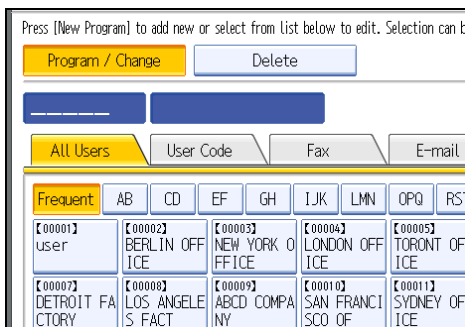 Press [New Program] to add new or select from list below to edit. Selection can b
Program / Change Delete
_____
All Users User Code Fax E-mail
Frequent AB CD EF GH IJK LMN OPQ RS
【00001】 【00002】 【00003】 【00004】 【00005】
user BERLIN OFF NEW YORK O LONDON OFF TORONT OF
ICE FFICE ICE ICE
【00007】 【00008】 【00009】 【00010】 【00011】
DETROIT FA LOS ANGELE ABCD COMPA SAN FRANCI SYDNEY OF
CTORY S FACT NY SCO OF ICE